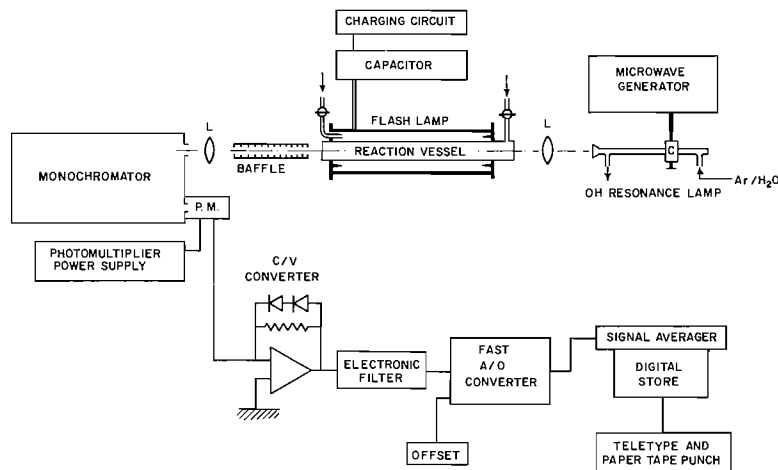 CHARGING CIRCUIT
CAPACITOR
MICROWAVE
GENERATOR
FLASH LAMP
L
L
REACTION VESSEL
C
MONOCHROMATOR
BAFFLE
OH RESONANCE LAMP
Ar/H₂O
P.M.
PHOTOMULTIPLIER
POWER SUPPLY
C/V
CONVERTER
ELECTRONIC
FILTER
FAST
A/O
CONVERTER
SIGNAL AVERAGER
DIGITAL
STORE
OFFSET
TELETYPE AND
PAPER TAPE PUNCH